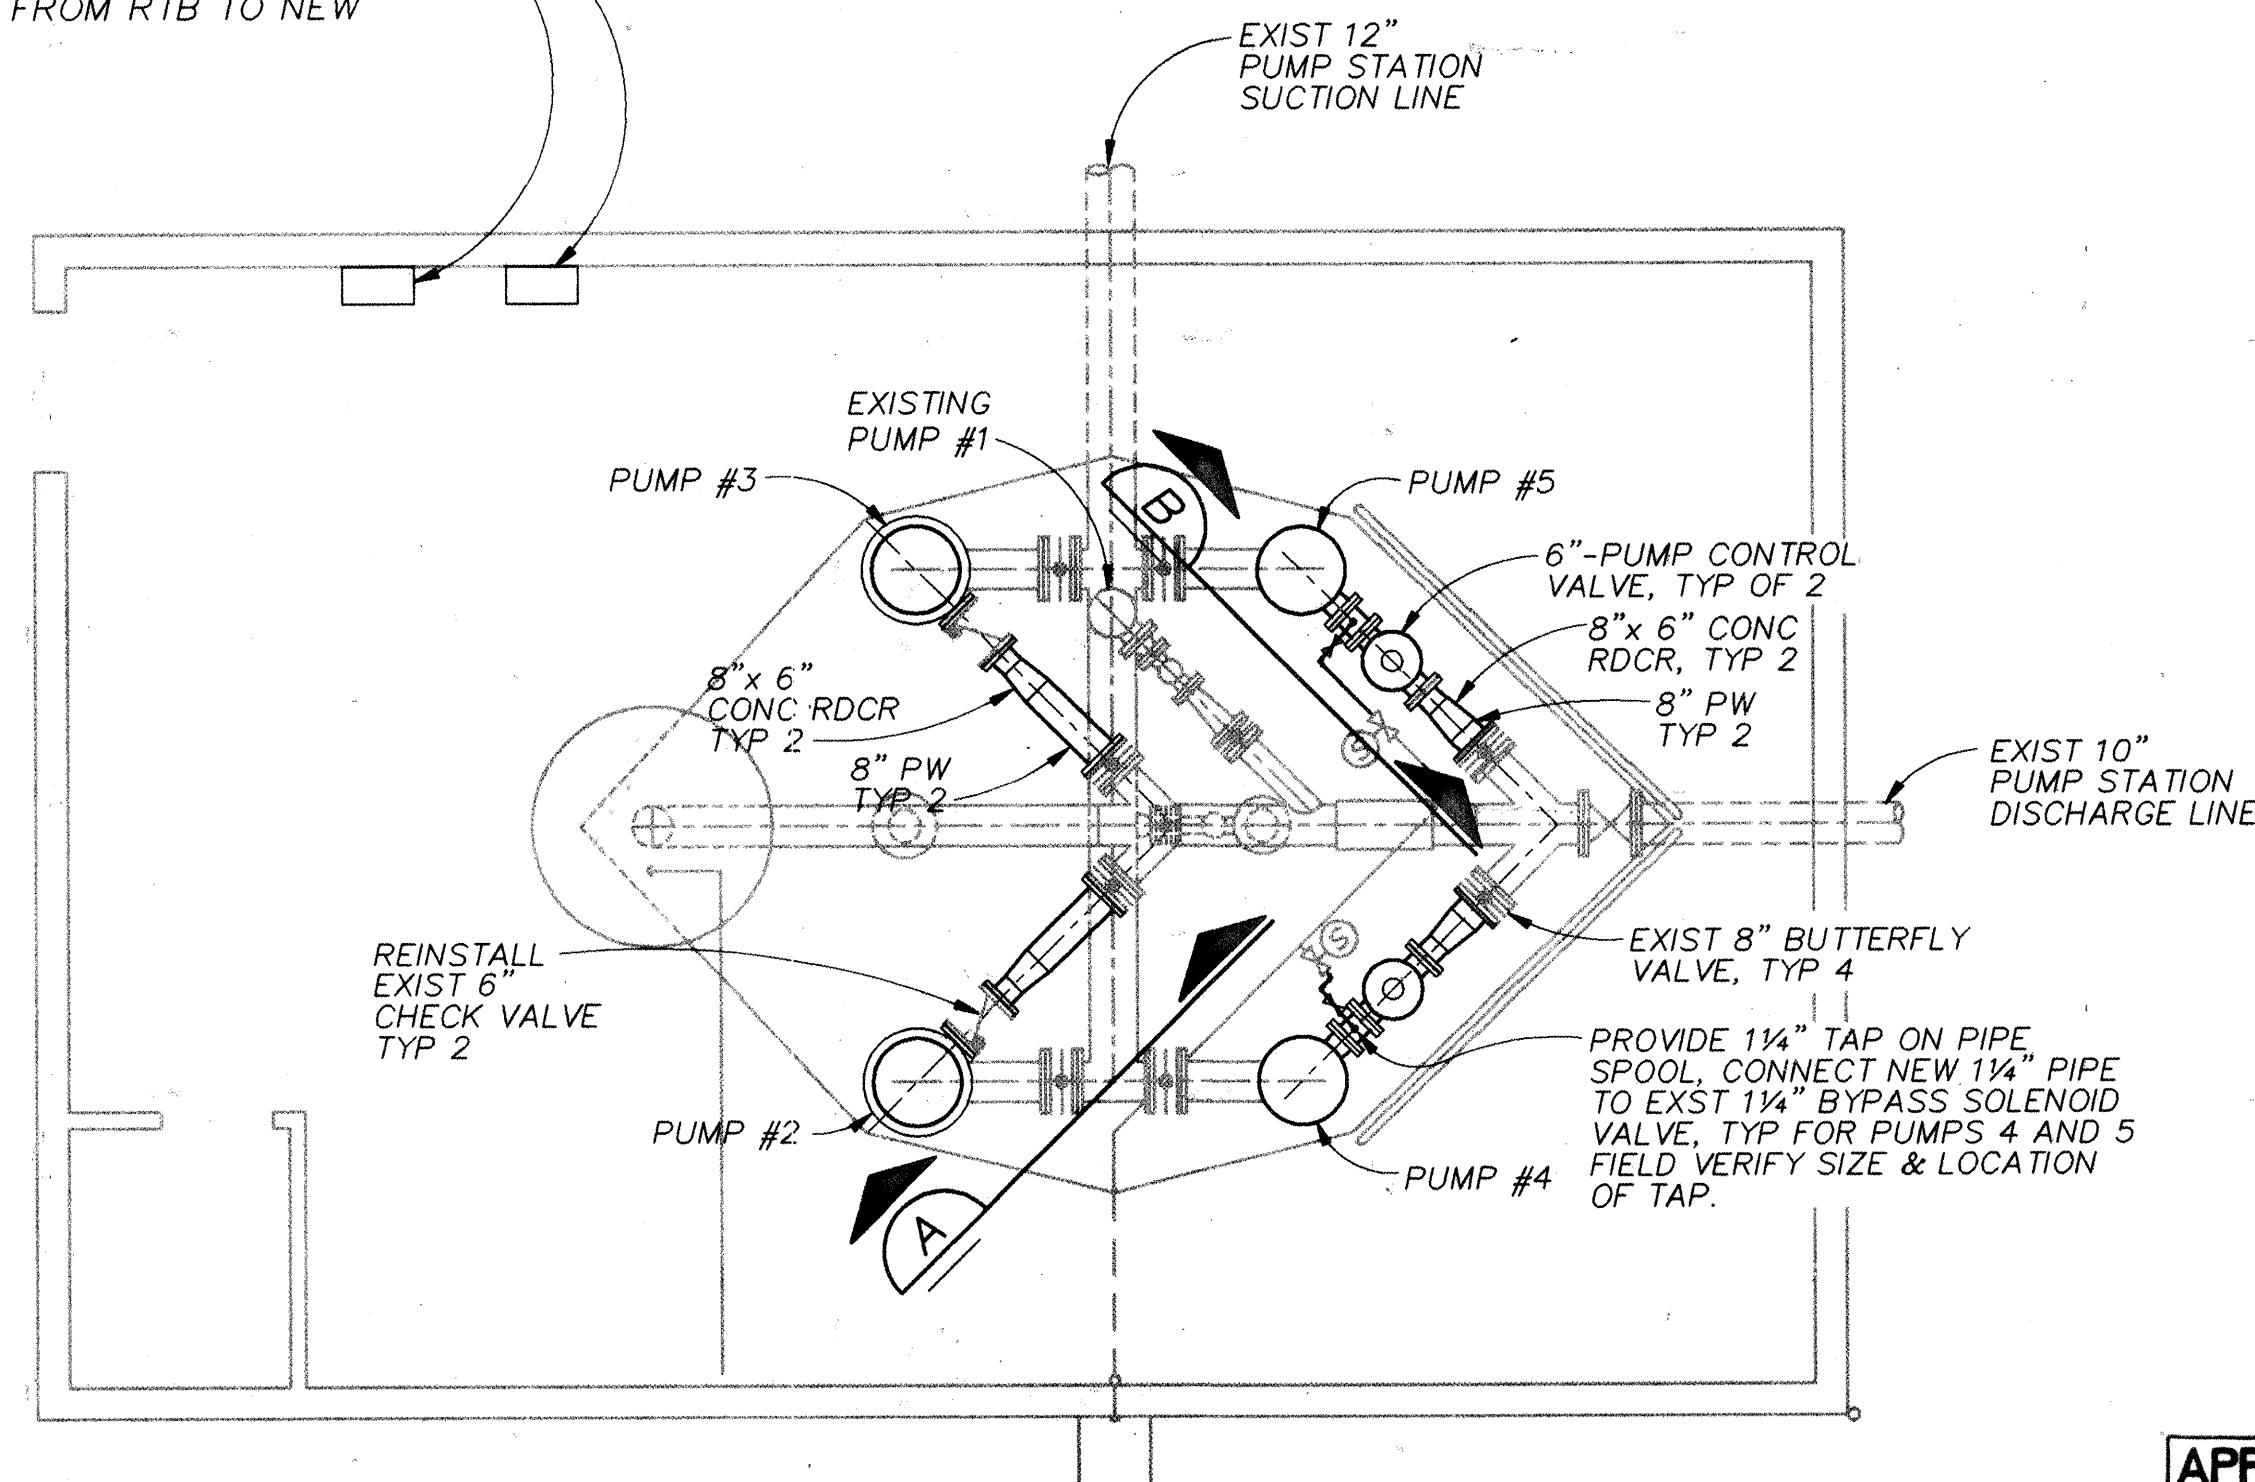 FROM RTB TO NEW
EXIST 12"
PUMP STATION
SUCTION LINE
EXISTING
PUMP #1
PUMP #3
B
PUMP #5
6"-PUMP CONTROL
VALVE, TYP OF 2
8"x 6" CONC
RDCR, TYP 2
8" PW
TYP 2
8"x 6"
CONC RDCR
TYP 2
8" PW
TYP 2
S
EXIST 10"
PUMP STATION
DISCHARGE LINE
REINSTALL
EXIST 6"
CHECK VALVE
TYP 2
S
EXIST 8" BUTTERFLY
VALVE, TYP 4
PROVIDE 1¼" TAP ON PIPE
SPOOL, CONNECT NEW 1¼" PIPE
TO EXST 1¼" BYPASS SOLENOID
VALVE, TYP FOR PUMPS 4 AND 5
FIELD VERIFY SIZE & LOCATION
OF TAP.
PUMP #2
PUMP #4
A